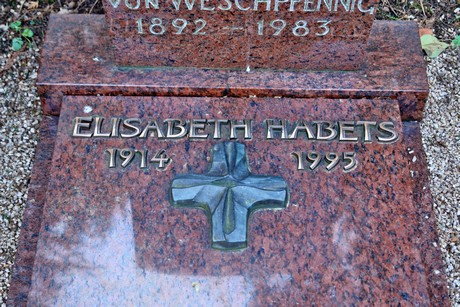 VON WESCHPFENNIG
1892 - 1983
ELISABETH HABETS
1914 1995